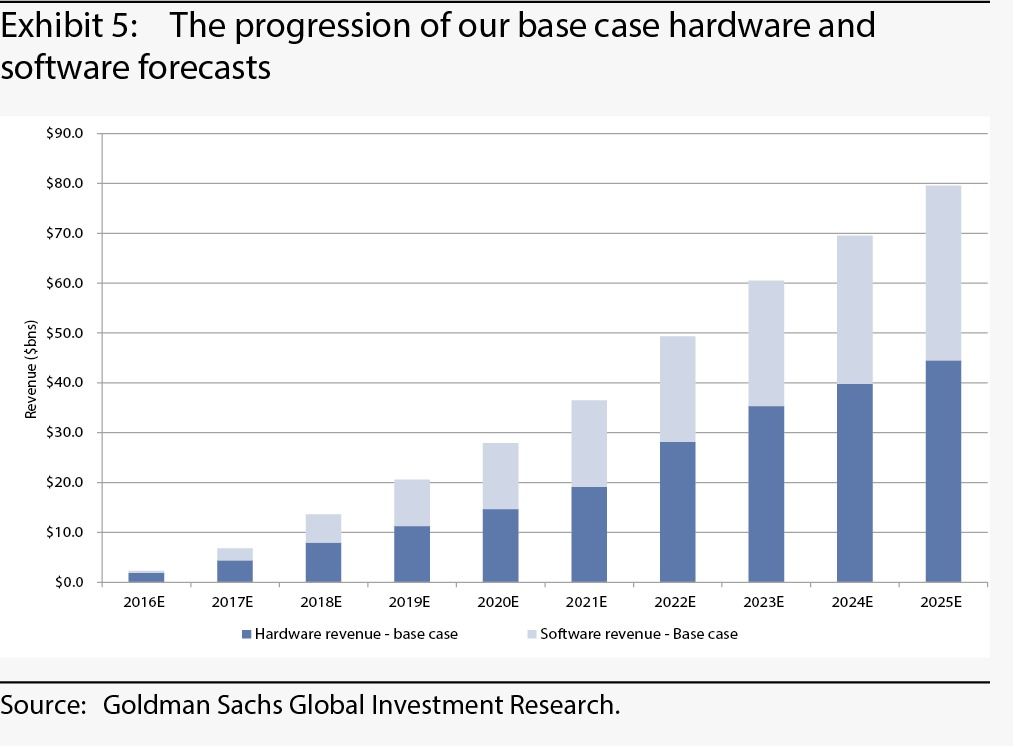 Exhibit 5: The progression of our base case hardware and
software forecasts
$90.0
$80.0
$70.0
$60.0
$50.0
$40.0
$30.0
$20.0
$10.0
$0.0
Revenue ($bns)
2016E 2017E 2018E 2019E 2020E 2021E 2022E 2023E 2024E 2025E
Hardware revenue - base case Software revenue - Base case
Source: Goldman Sachs Global Investment Research.